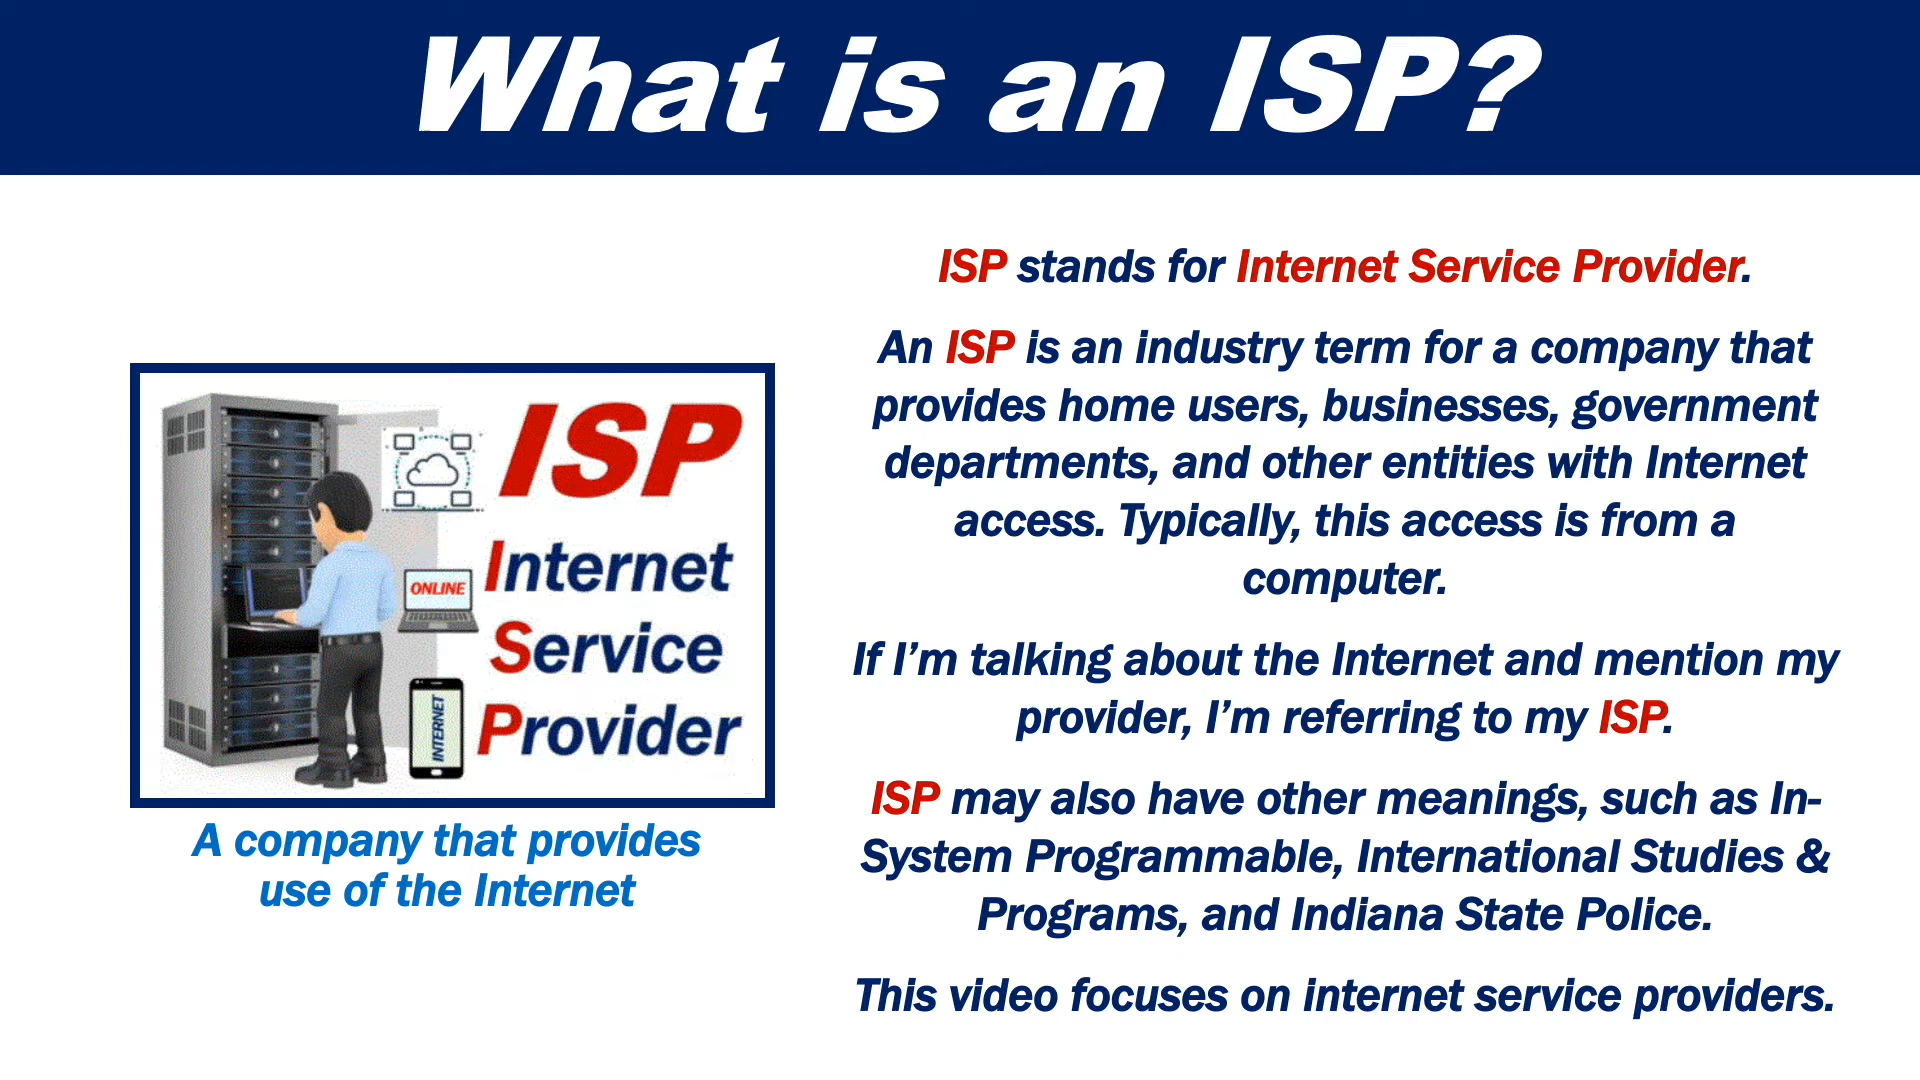 What is an ISP?
ISP
Internet
ONLINE
Service
INTERNET
Provider
A company that provides
use of the Internet
ISP stands for Internet Service Provider.
An ISP is an industry term for a company that
provides home users, businesses, government
departments, and other entities with Internet
access. Typically, this access is from a
computer.
If I’m talking about the Internet and mention my
provider, I’m referring to my ISP.
ISP may also have other meanings, such as In-
System Programmable, International Studies &
Programs, and Indiana State Police.
This video focuses on internet service providers.